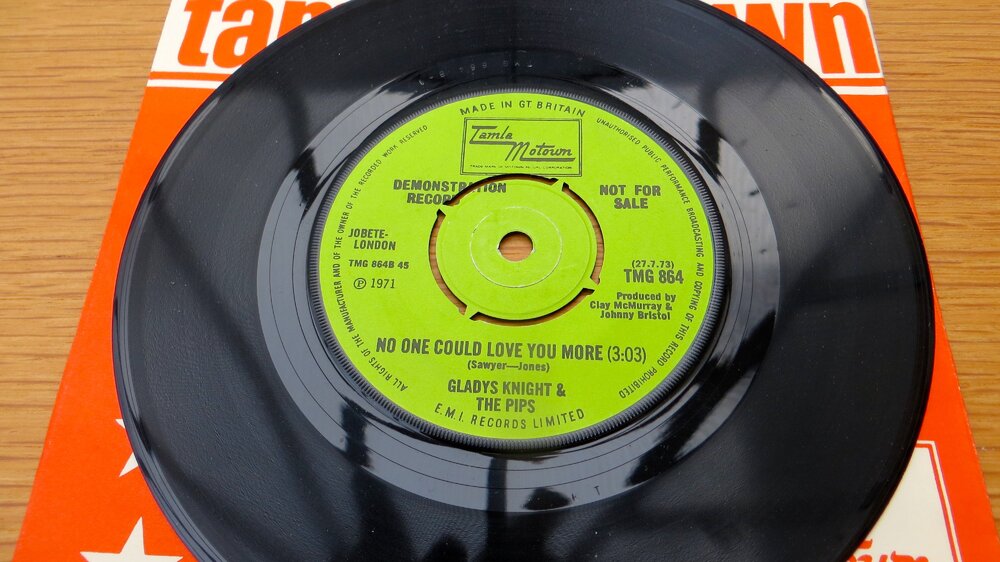 MADE IN GT. BRITAIN
UNAUTHORISED PUBLIC PERFORMANCE BROADCASTING AND COPYING OF THIS RECORD PROHIBITED
ALL RIGHTS OF THE MANUFACTURER AND OF THE OWNER OF THE RECORDED WORK RESERVED
Tamla
Motown
DEMONSTRATION
RECORD
NOT FOR
SALE
JOBETE-
LONDON
TMG 864B 45
℗ 1971
(27.7.73)
TMG 864
Produced by
Clay McMurray &
Johnny Bristol
NO ONE COULD LOVE YOU MORE (3:03)
(Sawyer—Jones)
GLADYS KNIGHT &
THE PIPS
E.M.I. RECORDS LIMITED